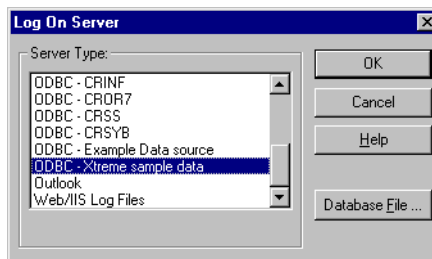 Log On Server
Server Type:
ODBC - CRINF
ODBC - CROR7
ODBC - CRSS
ODBC - CRSYB
ODBC - Example Data source
ODBC - Xtreme sample data
Outlook
Web/IIS Log Files
OK
Cancel
Help
Database File ...